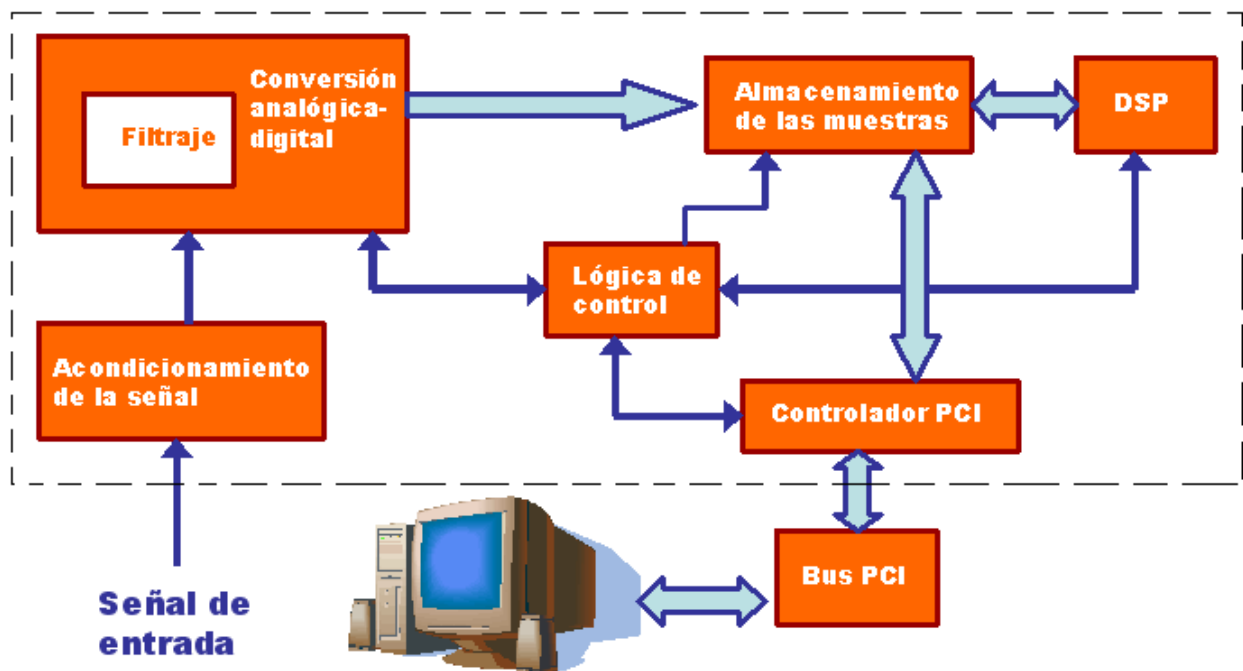 Conversión
analógica-
digital
Filtraje
Almacenamiento
de las muestras
DSP
Lógica de
control
Acondicionamiento
de la señal
Controlador PCI
Bus PCI
Señal de
entrada